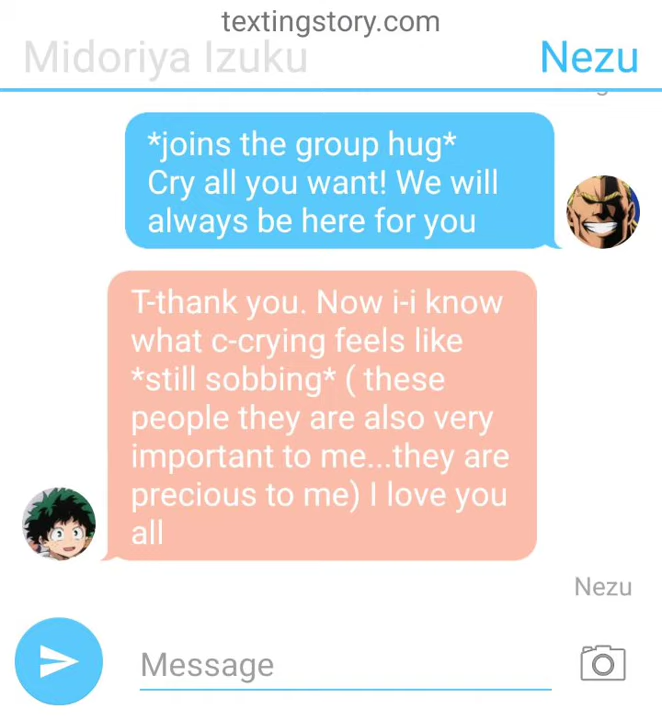 textingstory.com
Midoriya Izuku
Nezu
*joins the group hug*
Cry all you want! We will
always be here for you
T-thank you. Now i-i know
what c-crying feels like
*still sobbing* ( these
people they are also very
important to me...they are
precious to me) I love you
all
Nezu
Message